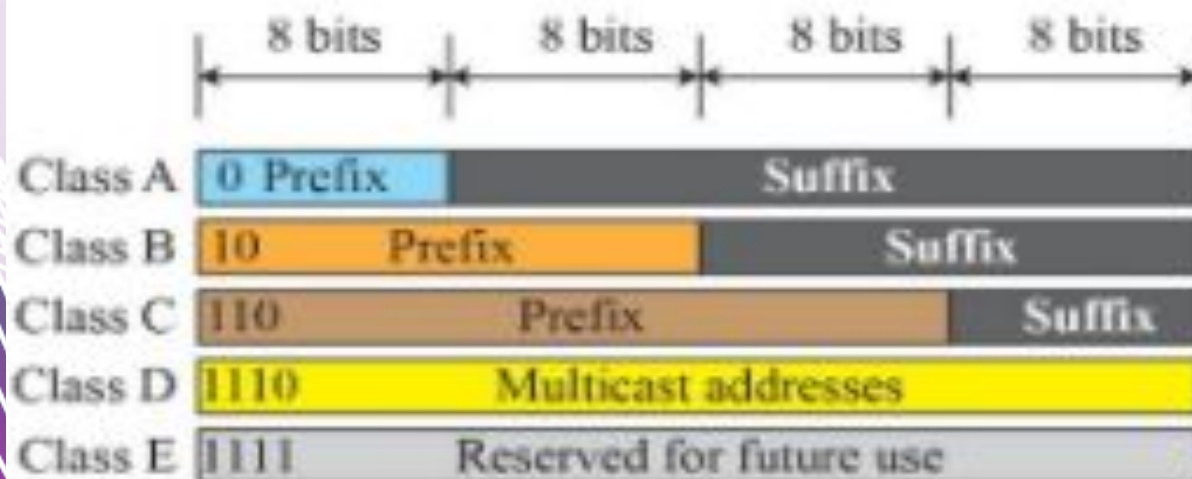 8 bits 8 bits 8 bits 8 bits
Class A 0 Prefix Suffix
Class B 10 Prefix Suffix
Class C 110 Prefix Suffix
Class D 1110 Multicast addresses
Class E 1111 Reserved for future use